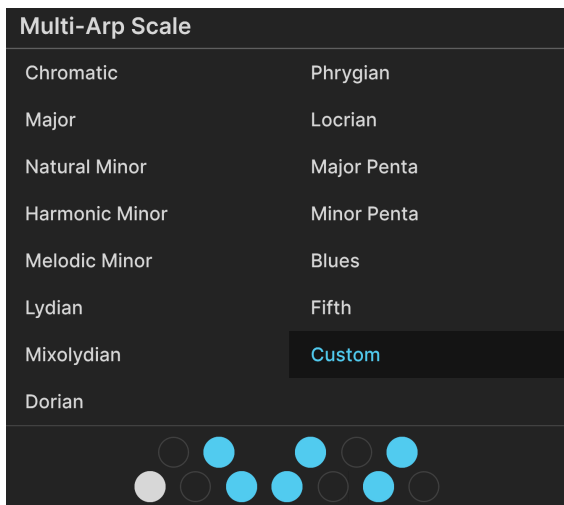 Multi-Arp Scale
Chromatic
Major
Natural Minor
Harmonic Minor
Melodic Minor
Lydian
Mixolydian
Dorian
Phrygian
Locrian
Major Penta
Minor Penta
Blues
Fifth
Custom